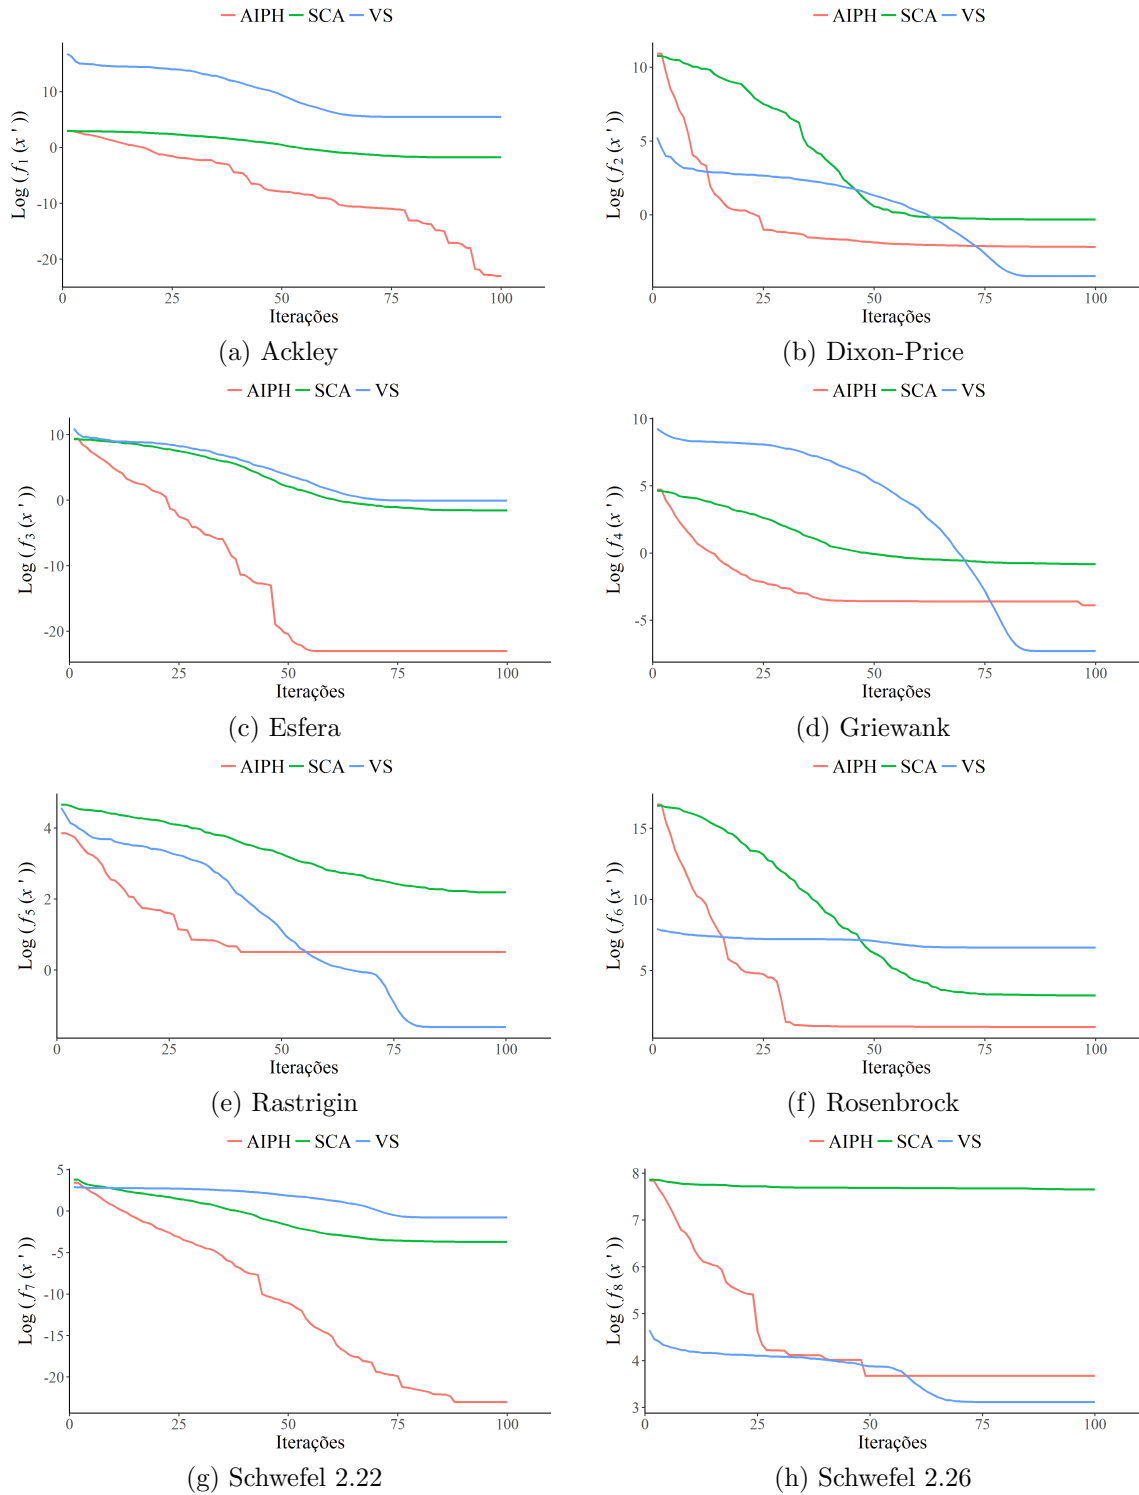 AIPH SCA VS
Log ( f1 ( x ' ))
10
0
-10
-20
0 25 50 75 100
Iterações
(a) Ackley
AIPH SCA VS
Log ( f2 ( x ' ))
10
5
0
0 25 50 75 100
Iterações
(b) Dixon-Price
AIPH SCA VS
Log ( f3 ( x ' ))
10
0
-10
-20
0 25 50 75 100
Iterações
(c) Esfera
AIPH SCA VS
Log ( f4 ( x ' ))
10
5
0
-5
0 25 50 75 100
Iterações
(d) Griewank
AIPH SCA VS
Log ( f5 ( x ' ))
4
2
0
0 25 50 75 100
Iterações
(e) Rastrigin
AIPH SCA VS
Log ( f6 ( x ' ))
15
10
5
0 25 50 75 100
Iterações
(f) Rosenbrock
AIPH SCA VS
Log ( f7 ( x ' ))
5
0
-5
-10
-15
-20
0 25 50 75 100
Iterações
(g) Schwefel 2.22
AIPH SCA VS
Log ( f8 ( x ' ))
8
7
6
5
4
3
0 25 50 75 100
Iterações
(h) Schwefel 2.26